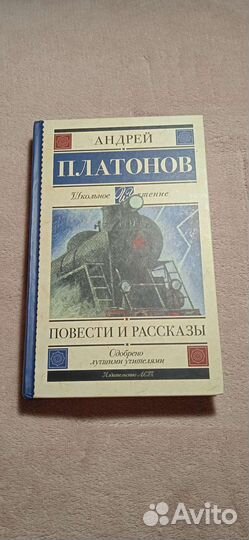 АНДРЕЙ
ПЛАТОНОВ
Школьное Чтение
ПОВЕСТИ И РАССКАЗЫ
Одобрено
лучшими учителями
Издательство АСТ
Avito